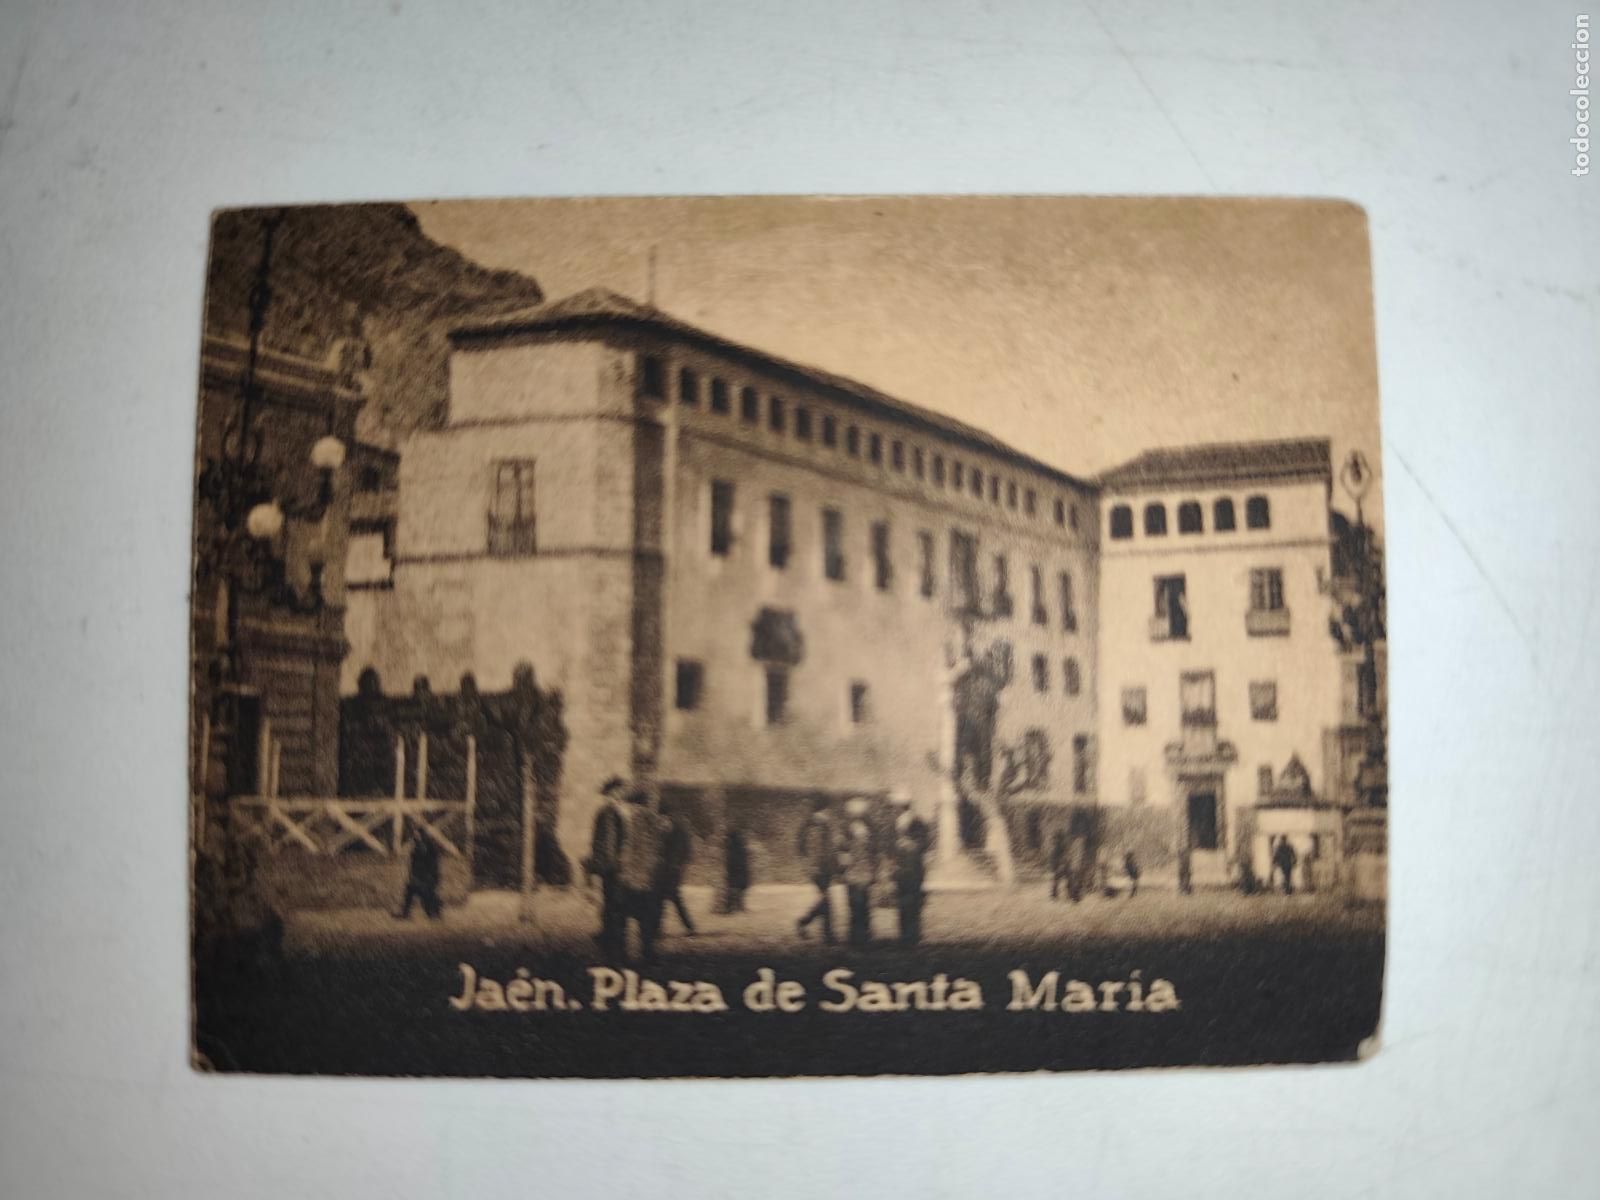 todocoleccion
Jaén. Plaza de Santa María